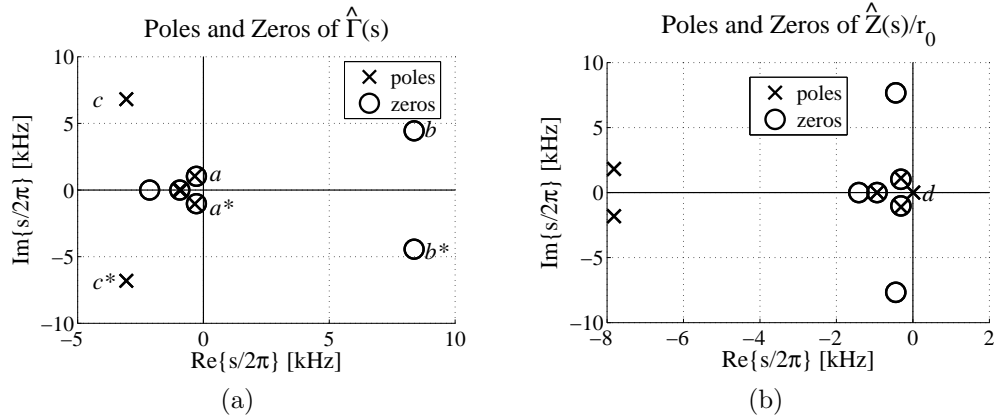 Poles and Zeros of Γ̂(s)
10
5
0
−5
−10
Im{s/2π} [kHz]
−5
0
5
10
Re{s/2π} [kHz]
poles
zeros
c
b
a
a*
b*
c*
(a)
Poles and Zeros of Ẑ(s)/r₀
10
5
0
−5
−10
Im{s/2π} [kHz]
−8
−6
−4
−2
0
2
Re{s/2π} [kHz]
poles
zeros
d
(b)